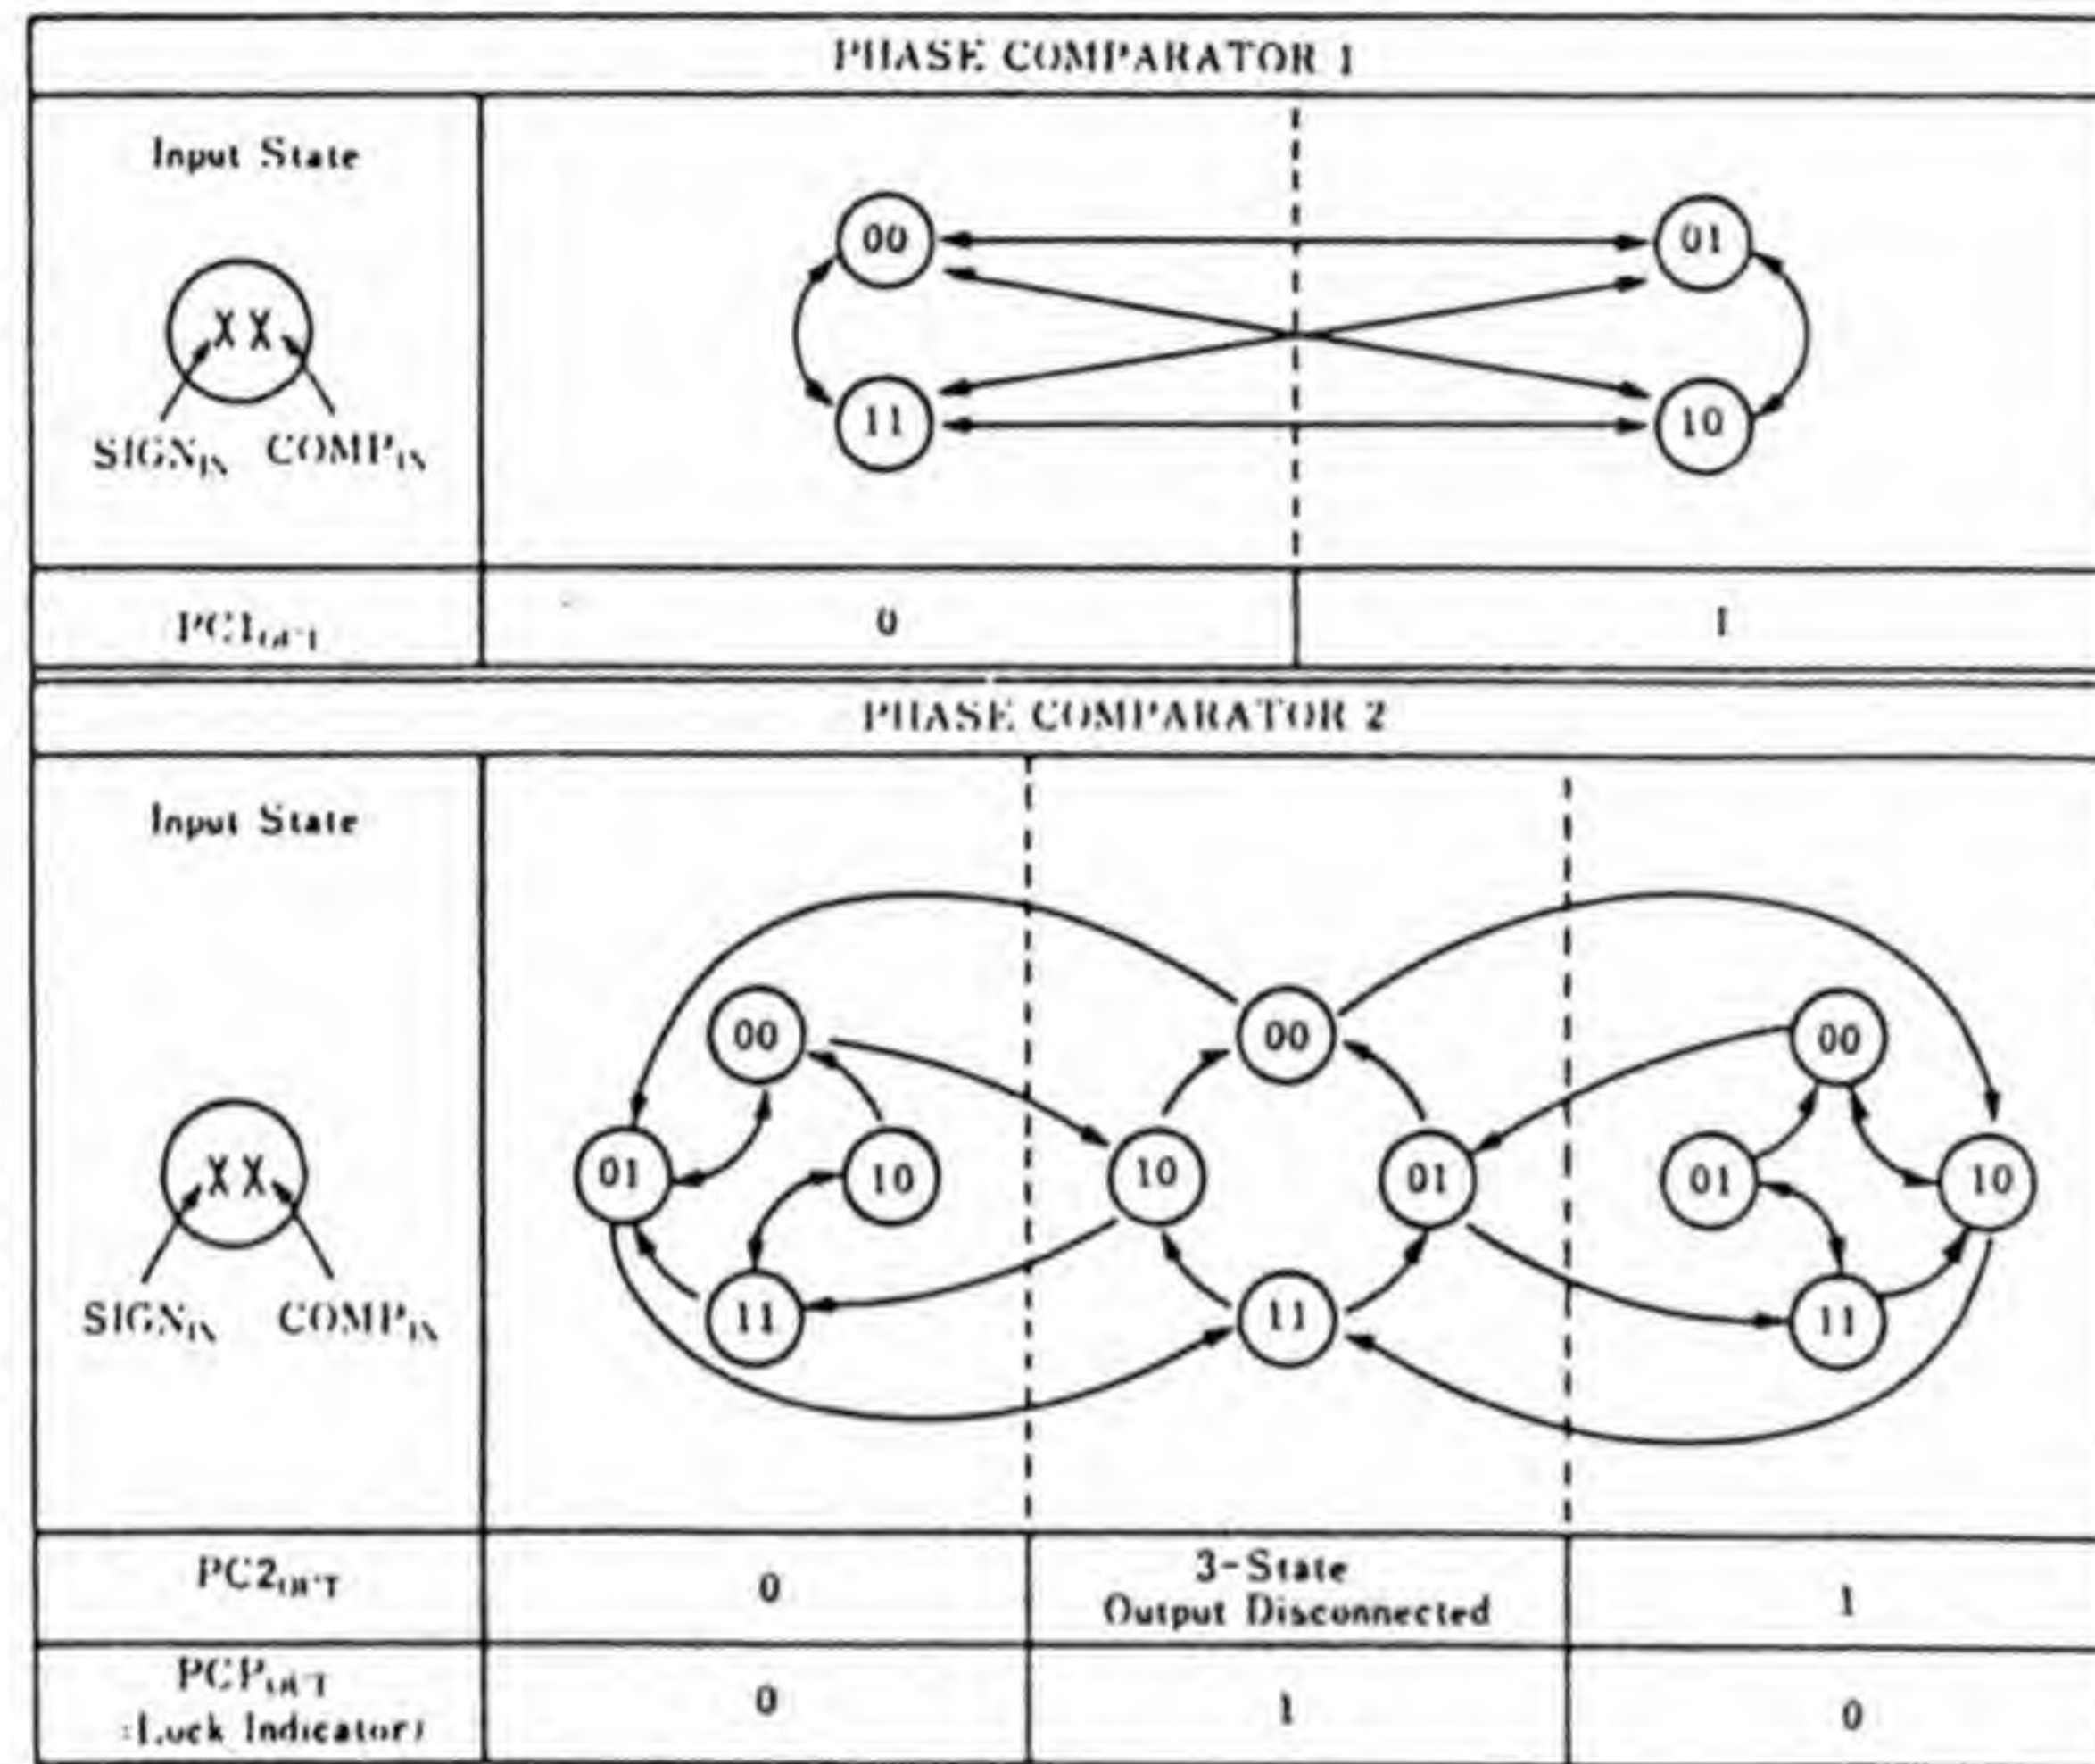 PHASE COMPARATOR 1
Input State
00
01
XX
11
10
SIGN_IN COMP_IN
PC1_OUT
0
1
PHASE COMPARATOR 2
Input State
00
00
00
XX
01
10
10
01
01
10
11
11
11
SIGN_IN COMP_IN
PC2_OUT
0
3-State
Output Disconnected
1
PCP_OUT
(Lock Indicator)
0
1
0